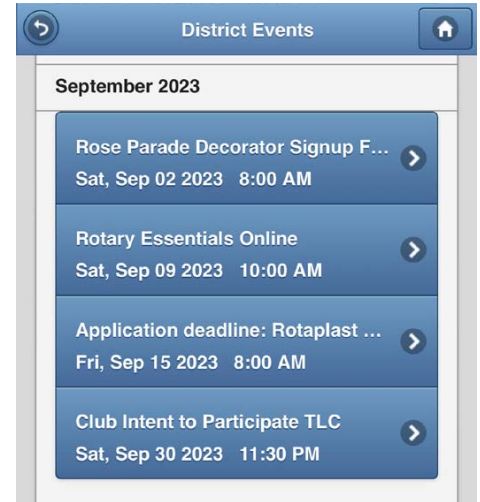 District Events
September 2023
Rose Parade Decorator Signup F...
Sat, Sep 02 2023 8:00 AM
Rotary Essentials Online
Sat, Sep 09 2023 10:00 AM
Application deadline: Rotaplast ...
Fri, Sep 15 2023 8:00 AM
Club Intent to Participate TLC
Sat, Sep 30 2023 11:30 PM